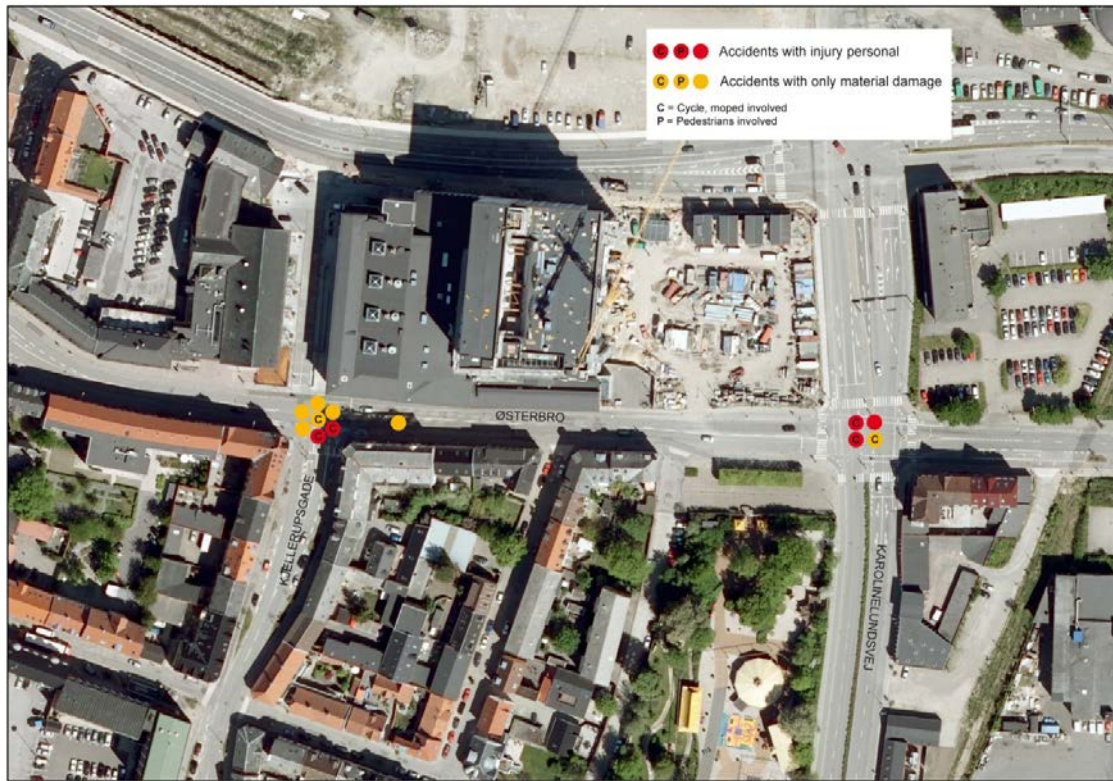 C P Accidents with injury personal
C P Accidents with only material damage
C = Cycle, moped involved
P = Pedestrians involved
ØSTERBRO
C
C C
C
C C
KJELLERUPSGADE
KAROLINELUNDSVEJ